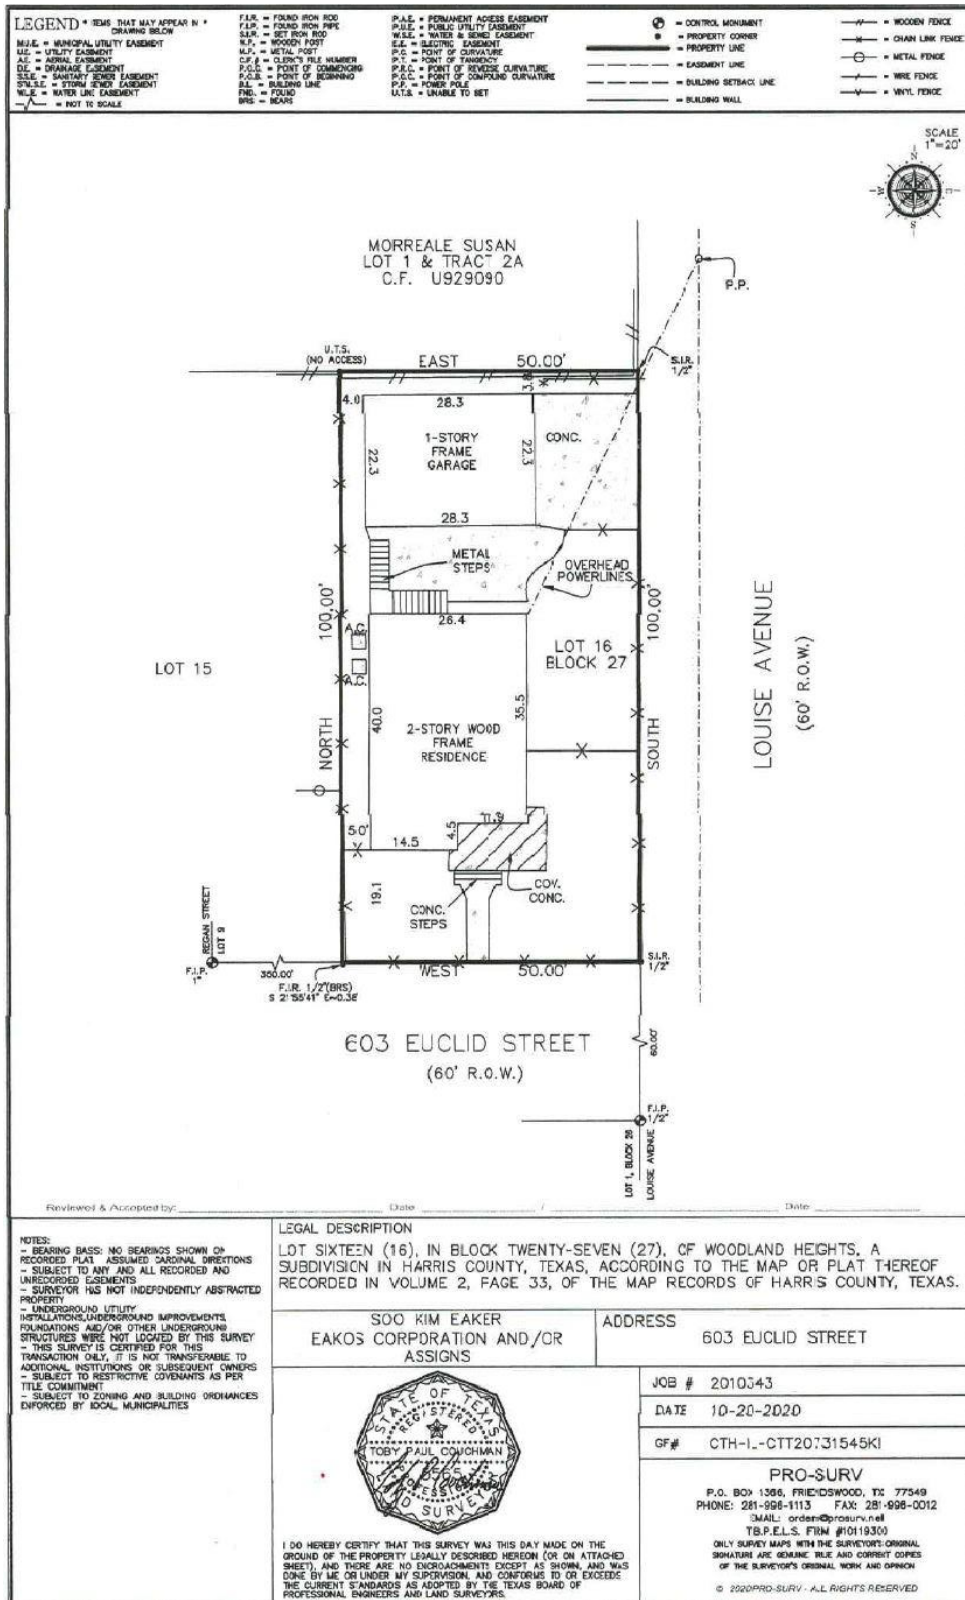 LEGEND * ITEMS THAT MAY APPEAR IN *
DRAWING BELOW
M.U.E. = MUNICIPAL UTILITY EASEMENT
U.E. = UTILITY EASEMENT
A.E. = AERIAL EASEMENT
D.E. = DRAINAGE EASEMENT
S.S.E. = SANITARY SEWER EASEMENT
STM.S.E. = STORM SEWER EASEMENT
W.L.E. = WATER LINE EASEMENT
= NOT TO SCALE
F.I.R. = FOUND IRON ROD
F.I.P. = FOUND IRON PIPE
S.I.R. = SET IRON ROD
W.P. = WOODEN POST
M.P. = METAL POST
C.F.# = CLERK'S FILE NUMBER
P.O.C. = POINT OF COMMENCING
P.O.B. = POINT OF BEGINNING
B.L. = BUILDING LINE
FND. = FOUND
BRS = BEARS
P.A.E. = PERMANENT ACCESS EASEMENT
P.U.E. = PUBLIC UTILITY EASEMENT
W.S.E. = WATER & SEWER EASEMENT
E.E. = ELECTRIC EASEMENT
P.C. = POINT OF CURVATURE
P.T. = POINT OF TANGENCY
P.R.C. = POINT OF REVERSE CURVATURE
P.C.C. = POINT OF COMPOUND CURVATURE
P.P. = POWER POLE
U.T.S. = UNABLE TO SET
= CONTROL MONUMENT
= PROPERTY CORNER
= PROPERTY LINE
= EASEMENT LINE
= BUILDING SETBACK LINE
= BUILDING WALL
= WOODEN FENCE
= CHAIN LINK FENCE
= METAL FENCE
= WIRE FENCE
= VINYL FENCE
SCALE
1"=20'
N
W
E
S
MORREALE SUSAN
LOT 1 & TRACT 2A
C.F. U929090
P.P.
U.T.S.
(NO ACCESS)
EAST 50.00'
S.I.R.
1/2"
4.0
28.3
3.8
1-STORY
FRAME
GARAGE
22.3
22.3
CONC.
28.3
METAL
STEPS
OVERHEAD
POWERLINES
26.4
A.C.
A.C.
LOT 15
LOT 16
BLOCK 27
NORTH 100.00'
SOUTH 100.00'
40.0
35.5
2-STORY WOOD
FRAME
RESIDENCE
LOUISE AVENUE
(60' R.O.W.)
5.0'
14.5
4.5
11.9
19.1
CONC.
STEPS
COV.
CONC.
REGAN STREET
LOT 9
F.I.P.
1"
350.00'
F.I.R. 1/2"(BRS)
WEST 50.00'
S.I.R.
1/2"
603 EUCLID STREET
(60' R.O.W.)
60.00'
F.I.P.
1/2"
LOT 1, BLOCK 26
LOUISE AVENUE
Reviewed & Accepted by: Date / Date
NOTES:
- BEARING BASIS: NO BEARINGS SHOWN ON
RECORDED PLAT. ASSUMED CARDINAL DIRECTIONS
- SUBJECT TO ANY AND ALL RECORDED AND
UNRECORDED EASEMENTS
- SURVEYOR HAS NOT INDEPENDENTLY ABSTRACTED
PROPERTY
- UNDERGROUND UTILITY
INSTALLATIONS,UNDERGROUND IMPROVEMENTS,
FOUNDATIONS AND/OR OTHER UNDERGROUND
STRUCTURES WERE NOT LOCATED BY THIS SURVEY
- THIS SURVEY IS CERTIFIED FOR THIS
TRANSACTION ONLY, IT IS NOT TRANSFERABLE TO
ADDITIONAL INSTITUTIONS OR SUBSEQUENT OWNERS
- SUBJECT TO RESTRICTIVE COVENANTS AS PER
TITLE COMMITMENT
- SUBJECT TO ZONING AND BUILDING ORDINANCES
ENFORCED BY LOCAL MUNICIPALITIES
LEGAL DESCRIPTION
LOT SIXTEEN (16), IN BLOCK TWENTY-SEVEN (27), OF WOODLAND HEIGHTS, A
SUBDIVISION IN HARRIS COUNTY, TEXAS, ACCORDING TO THE MAP OR PLAT THEREOF
RECORDED IN VOLUME 2, PAGE 33, OF THE MAP RECORDS OF HARRIS COUNTY, TEXAS.
SOO KIM EAKER
EAKOS CORPORATION AND/OR
ASSIGNS
ADDRESS
603 EUCLID STREET
STATE OF TEXAS
REGISTERED
TOBY PAUL COUCHMAN
5565
PROFESSIONAL
LAND SURVEYOR
I DO HEREBY CERTIFY THAT THIS SURVEY WAS THIS DAY MADE ON THE
GROUND OF THE PROPERTY LEGALLY DESCRIBED HEREON (OR ON ATTACHED
SHEET), AND THERE ARE NO ENCROACHMENTS EXCEPT AS SHOWN, AND WAS
DONE BY ME OR UNDER MY SUPERVISION, AND CONFORMS TO OR EXCEEDS
THE CURRENT STANDARDS AS ADOPTED BY THE TEXAS BOARD OF
PROFESSIONAL ENGINEERS AND LAND SURVEYORS.
JOB # 2010343
DATE 10-20-2020
GF# CTH-IL-CTT20731545KI
PRO-SURV
P.O. BOX 1366, FRIENDSWOOD, TX 77549
PHONE: 281-996-1113 FAX: 281-996-0012
EMAIL: orders@prosurv.net
T.B.P.E.L.S. FIRM #10119300
ONLY SURVEY MAPS WITH THE SURVEYOR'S ORIGINAL
SIGNATURE ARE GENUINE TRUE AND CORRECT COPIES
OF THE SURVEYOR'S ORIGINAL WORK AND OPINION
© 2020PRO-SURV - ALL RIGHTS RESERVED